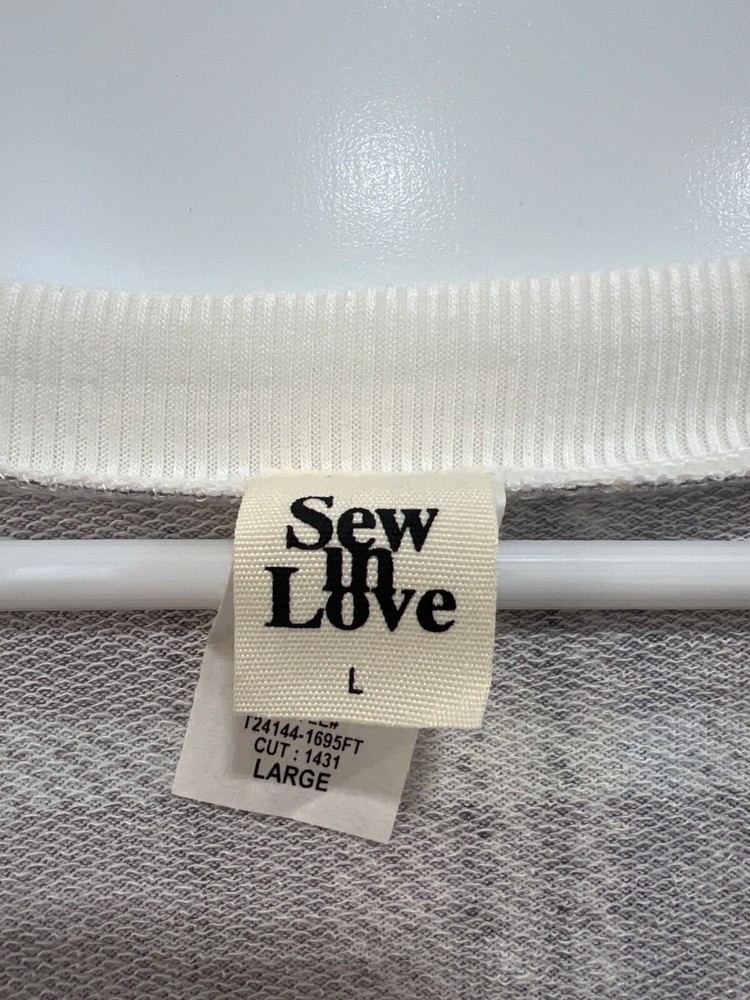 Sew
in
Love
L
T24144-1695FT
CUT : 1431
LARGE